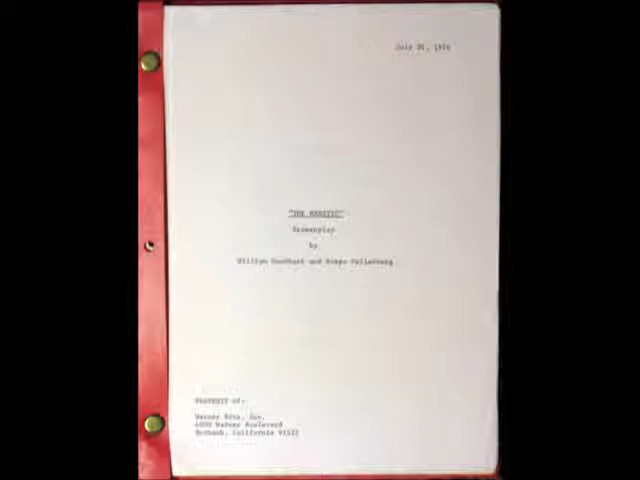 "THE HERETIC"
Screenplay
by
William Goodhart and Rospo Pallenberg
PROPERTY OF:
Warner Bros. Inc.
4000 Warner Boulevard
Burbank, California 91522